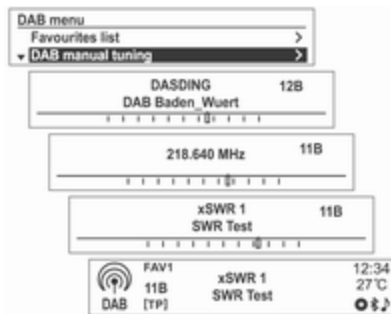 DAB menu
Favourites list
DAB manual tuning
DASDING 12B
DAB Baden_Wuert
218.640 MHz 11B
xSWR 1 11B
SWR Test
FAV1 12:34
11B xSWR 1 27°C
DAB [TP] SWR Test